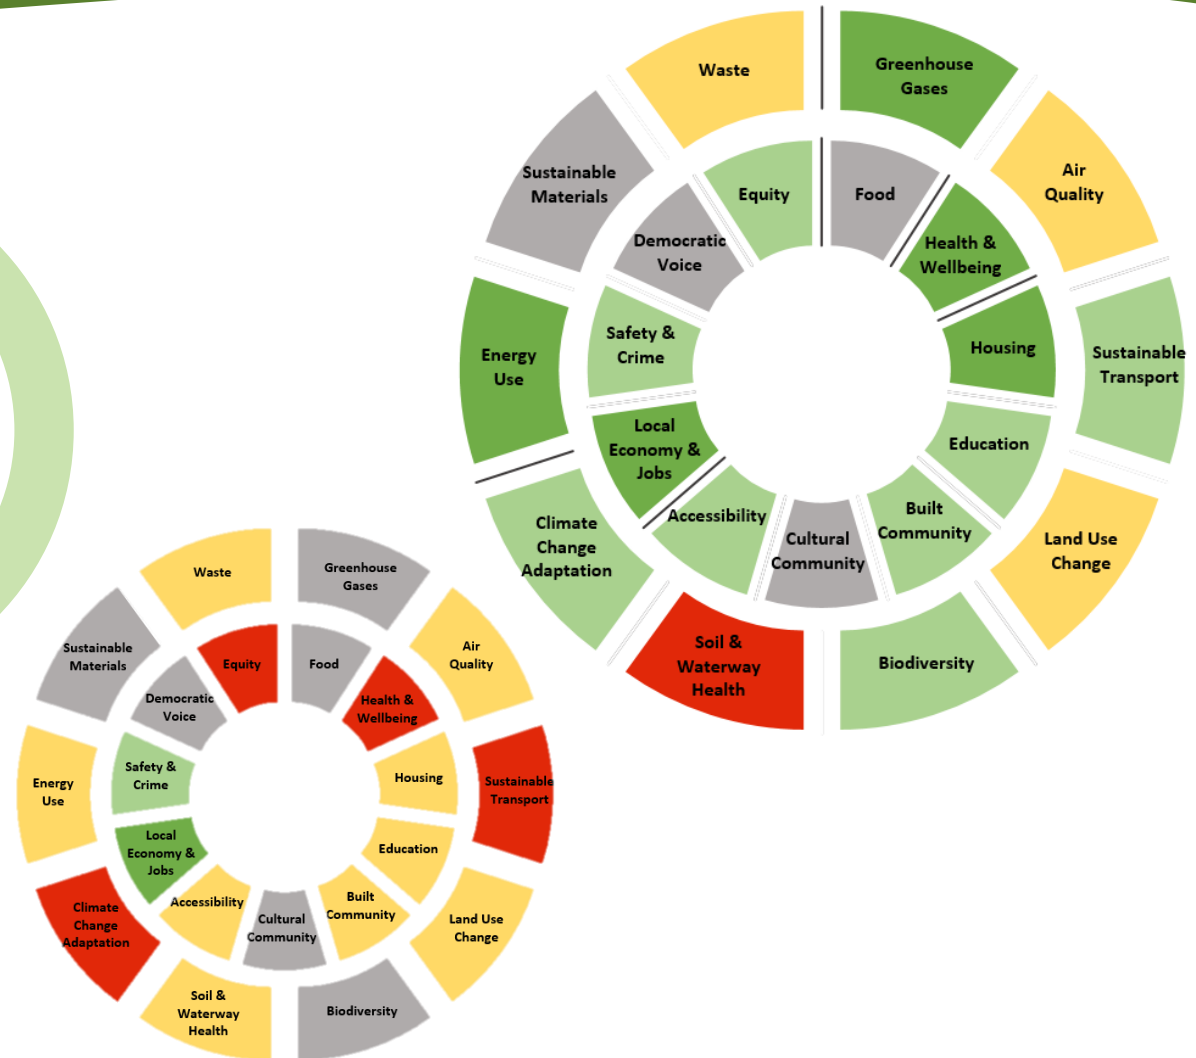 Waste
Greenhouse
Gases
Air
Quality
Sustainable
Transport
Land Use
Change
Biodiversity
Soil &
Waterway
Health
Climate
Change
Adaptation
Energy
Use
Sustainable
Materials
Equity
Food
Health &
Wellbeing
Housing
Education
Built
Community
Cultural
Community
Accessibility
Local
Economy &
Jobs
Safety &
Crime
Democratic
Voice
Waste
Greenhouse
Gases
Air
Quality
Sustainable
Transport
Land Use
Change
Biodiversity
Soil &
Waterway
Health
Climate
Change
Adaptation
Energy
Use
Sustainable
Materials
Equity
Food
Health &
Wellbeing
Housing
Education
Built
Community
Cultural
Community
Accessibility
Local
Economy &
Jobs
Safety &
Crime
Democratic
Voice